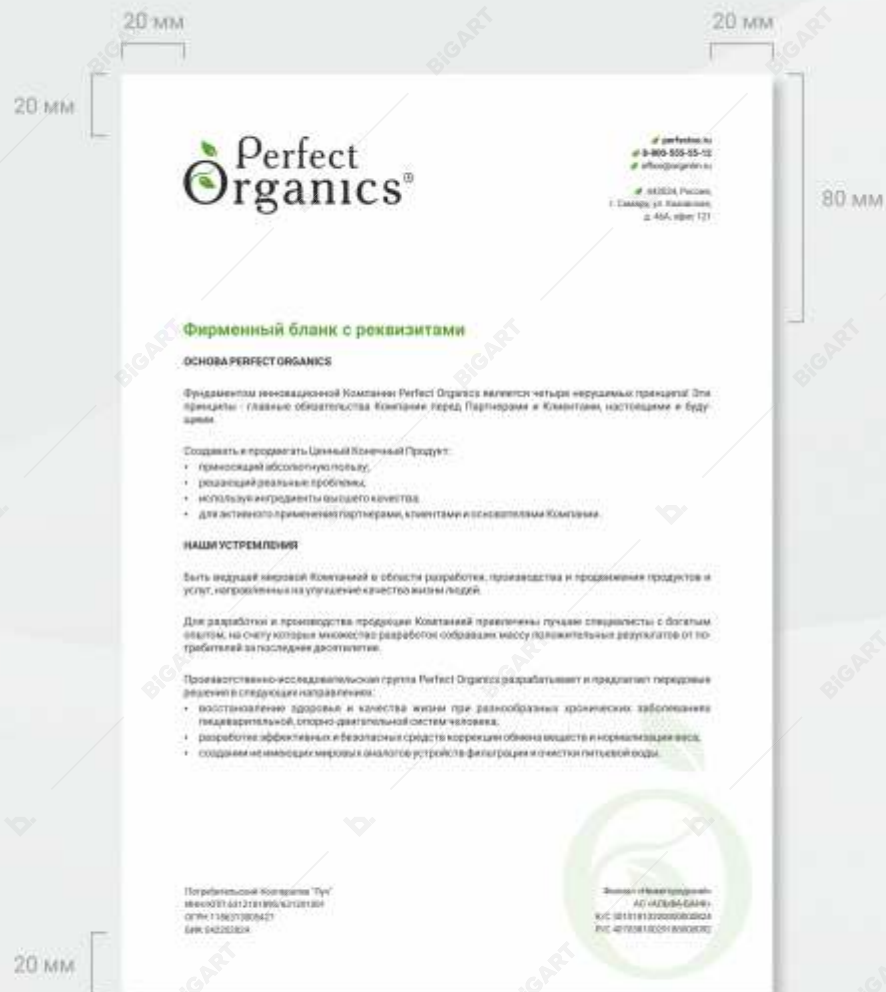 20 мм
20 мм
20 мм
80 мм
Perfect
Organics®
perfectoo.ru
8-800-555-55-12
443024, Россия,
г. Самара,
д. 46А, офис 121
Фирменный бланк с реквизитами
ОСНОВА PERFECT ORGANICS
Фундаментом инновационной Компании Perfect Organics является четыре нерушимых принципа! Эти
принципы - главные обязательства Компании перед Партнерами и Клиентами, настоящими и буду-
щими.
Создавать и продвигать Ценный Конечный Продукт:
• приносящий абсолютную пользу;
• решающий реальные проблемы;
• используя ингредиенты высшего качества;
• для активного применения партнерами, клиентами и основателями Компании.
НАШИ УСТРЕМЛЕНИЯ
Быть ведущей мировой Компанией в области разработки, производства и продвижения продуктов и
услуг, направленных на улучшение качества жизни людей.
Для разработки и производства продукции Компанией привлечены лучшие специалисты с богатым
опытом, на счету которых множество разработок собравших массу положительных результатов от по-
требителей за последние десятилетия.
Производственно-исследовательская группа Perfect Organics разрабатывает и предлагает передовые
решения в следующих направлениях:
• восстановление здоровья и качества жизни при разнообразных хронических заболеваниях
пищеварительной, опорно-двигательной систем человека;
• разработка эффективных и безопасных средств коррекции обмена веществ и нормализации веса;
• создании не имеющих мировых аналогов устройств фильтрации и очистки питьевой воды.
Потребительский Кооператив "Луч"
ИНН/КПП
ОГРН
БИК
Филиал «Нижегородский»
АО «АЛЬФА-БАНК»
К/С
Р/С
20 мм
BIGART